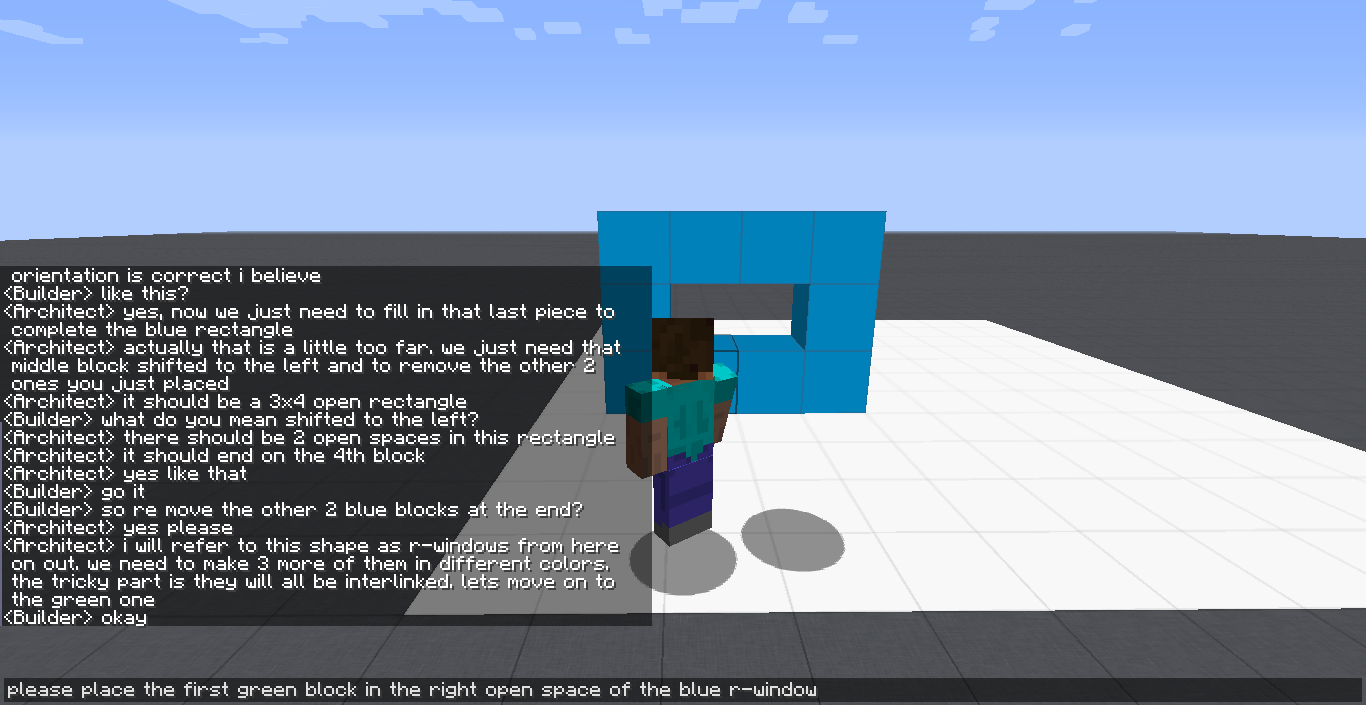 orientation is correct i believe
<Builder> like this?
<Architect> yes, now we just need to fill in that last piece to
complete the blue rectangle
<Architect> actually that is a little too far. we just need that
middle block shifted to the left and to remove the other 2
ones you just placed
<Architect> it should be a 3x4 open rectangle
<Builder> what do you mean shifted to the left?
<Architect> there should be 2 open spaces in this rectangle
<Architect> it should end on the 4th block
<Architect> yes like that
<Builder> go it
<Builder> so re move the other 2 blue blocks at the end?
<Architect> yes please
<Architect> i will refer to this shape as r-windows from here
on out. we need to make 3 more of them in different colors.
the tricky part is they will all be interlinked. lets move on to
the green one
<Builder> okay
please place the first green block in the right open space of the blue r-window